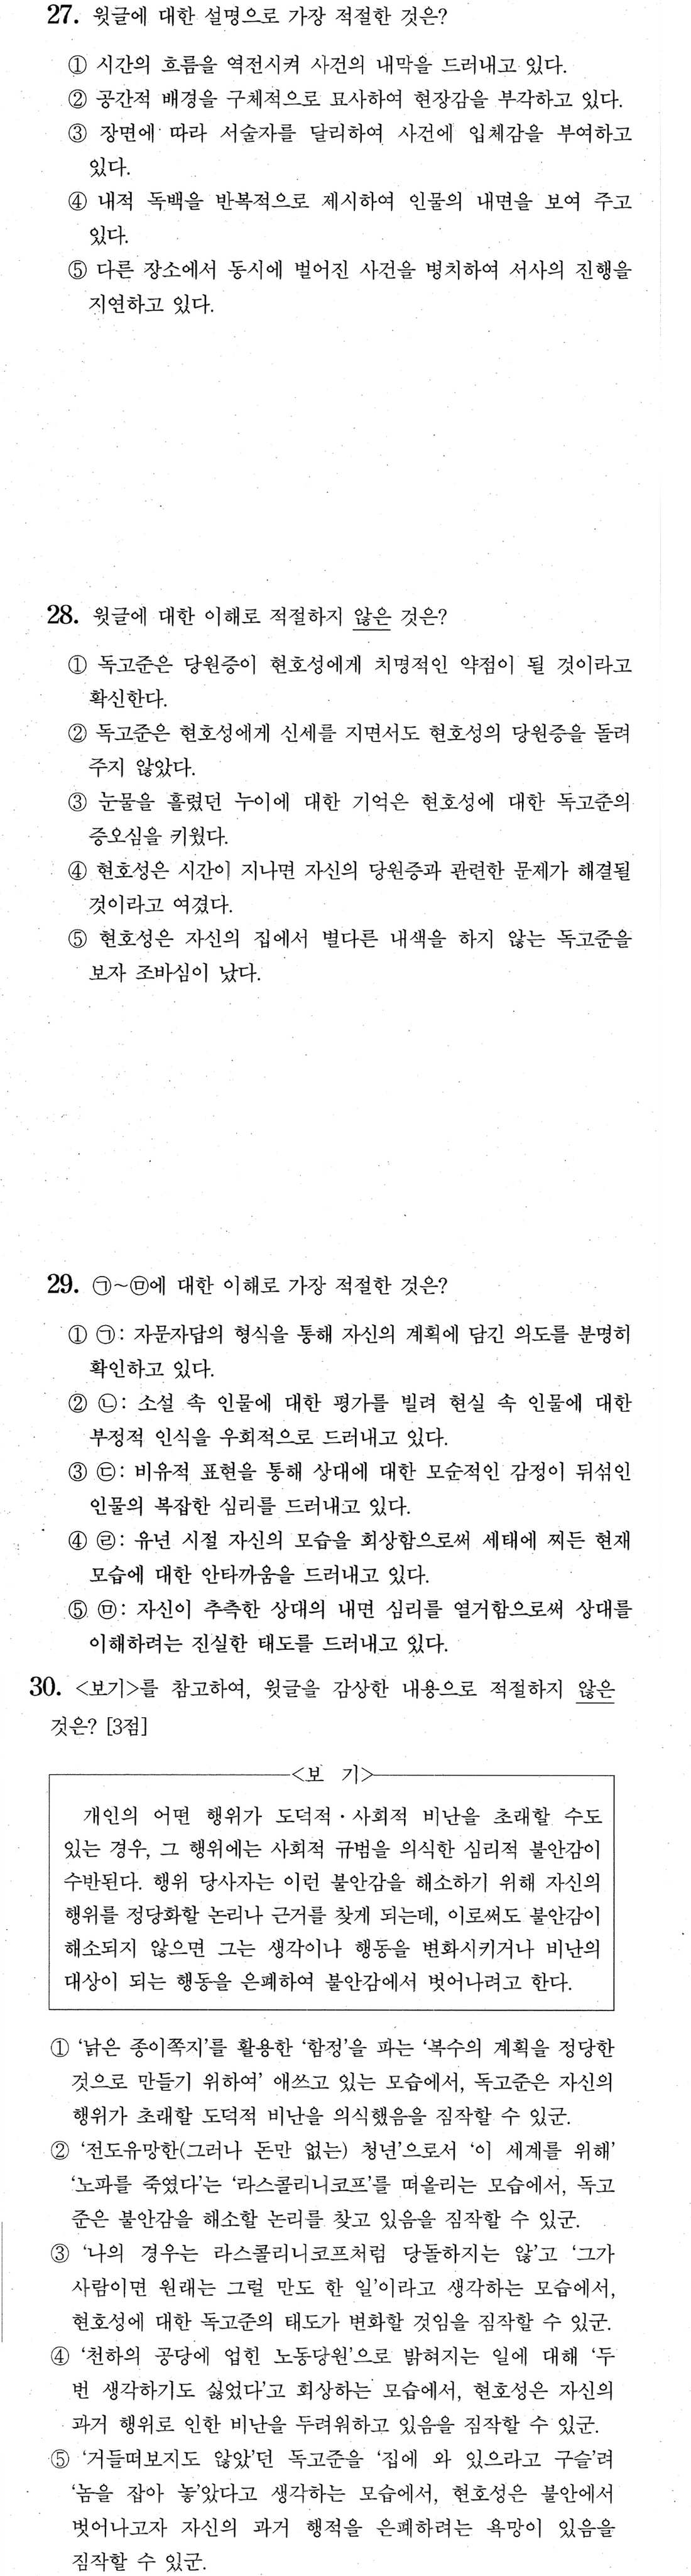 27. 윗글에 대한 설명으로 가장 적절한 것은?
① 시간의 흐름을 역전시켜 사건의 내막을 드러내고 있다.
② 공간적 배경을 구체적으로 묘사하여 현장감을 부각하고 있다.
③ 장면에 따라 서술자를 달리하여 사건에 입체감을 부여하고
있다.
④ 내적 독백을 반복적으로 제시하여 인물의 내면을 보여 주고
있다.
⑤ 다른 장소에서 동시에 벌어진 사건을 병치하여 서사의 진행을
지연하고 있다.
28. 윗글에 대한 이해로 적절하지 않은 것은?
① 독고준은 당원증이 현호성에게 치명적인 약점이 될 것이라고
확신한다.
② 독고준은 현호성에게 신세를 지면서도 현호성의 당원증을 돌려
주지 않았다.
③ 눈물을 흘렸던 누이에 대한 기억은 현호성에 대한 독고준의
증오심을 키웠다.
④ 현호성은 시간이 지나면 자신의 당원증과 관련한 문제가 해결될
것이라고 여겼다.
⑤ 현호성은 자신의 집에서 별다른 내색을 하지 않는 독고준을
보자 조바심이 났다.
29. ㉠~㉤에 대한 이해로 가장 적절한 것은?
① ㉠: 자문자답의 형식을 통해 자신의 계획에 담긴 의도를 분명히
확인하고 있다.
② ㉡: 소설 속 인물에 대한 평가를 빌려 현실 속 인물에 대한
부정적 인식을 우회적으로 드러내고 있다.
③ ㉢: 비유적 표현을 통해 상대에 대한 모순적인 감정이 뒤섞인
인물의 복잡한 심리를 드러내고 있다.
④ ㉣: 유년 시절 자신의 모습을 회상함으로써 세태에 찌든 현재
모습에 대한 안타까움을 드러내고 있다.
⑤ ㉤: 자신이 추측한 상대의 내면 심리를 열거함으로써 상대를
이해하려는 진실한 태도를 드러내고 있다.
30. <보기>를 참고하여, 윗글을 감상한 내용으로 적절하지 않은
것은? [3점]
<보 기>
개인의 어떤 행위가 도덕적·사회적 비난을 초래할 수도
있는 경우, 그 행위에는 사회적 규범을 의식한 심리적 불안감이
수반된다. 행위 당사자는 이런 불안감을 해소하기 위해 자신의
행위를 정당화할 논리나 근거를 찾게 되는데, 이로써도 불안감이
해소되지 않으면 그는 생각이나 행동을 변화시키거나 비난의
대상이 되는 행동을 은폐하여 불안감에서 벗어나려고 한다.
① '낡은 종이쪽지'를 활용한 '함정'을 파는 '복수의 계획을 정당한
것으로 만들기 위하여' 애쓰고 있는 모습에서, 독고준은 자신의
행위가 초래할 도덕적 비난을 의식했음을 짐작할 수 있군.
② '전도유망한(그러나 돈만 없는) 청년'으로서 '이 세계를 위해'
'노파를 죽였다'는 '라스콜리니코프'를 떠올리는 모습에서, 독고
준은 불안감을 해소할 논리를 찾고 있음을 짐작할 수 있군.
③ '나의 경우는 라스콜리니코프처럼 당돌하지는 않'고 '그가
사람이면 원래는 그럴 만도 한 일'이라고 생각하는 모습에서,
현호성에 대한 독고준의 태도가 변화할 것임을 짐작할 수 있군.
④ '천하의 공당에 업힌 노동당원'으로 밝혀지는 일에 대해 '두
번 생각하기도 싫었다'고 회상하는 모습에서, 현호성은 자신의
과거 행위로 인한 비난을 두려워하고 있음을 짐작할 수 있군.
⑤ '거들떠보지도 않았'던 독고준을 '집에 와 있으라고 구슬'려
'놈을 잡아 놓'았다고 생각하는 모습에서, 현호성은 불안에서
벗어나고자 자신의 과거 행적을 은폐하려는 욕망이 있음을
짐작할 수 있군.